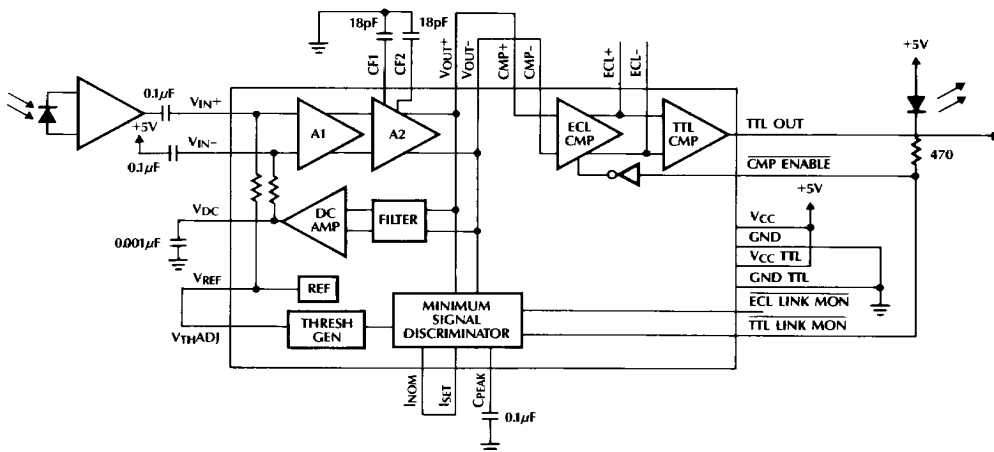 18pF
18pF
CF1
CF2
VOUT+
VOUT-
CMP+
CMP-
ECL+
ECL-
+5V
0.1μF
VIN+
+5V
VIN-
0.1μF
A1
A2
ECL
CMP
TTL
CMP
TTL OUT
470
CMP ENABLE
+5V
VDC
0.001μF
DC
AMP
FILTER
VCC
GND
VCC TTL
GND TTL
VREF
REF
VTHADJ
THRESH
GEN
MINIMUM
SIGNAL
DISCRIMINATOR
ECL LINK MON
TTL LINK MON
INOM
ISET
CPEAK
0.1μF